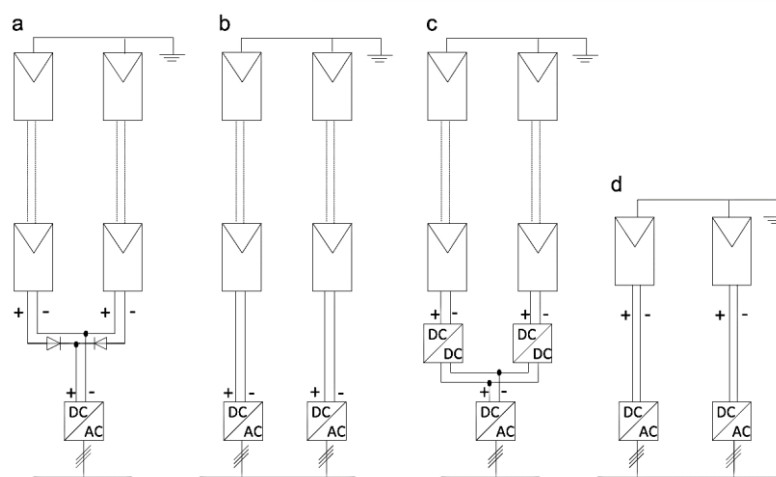 a
b
c
d
+ - + -
+ - + -
+ - + -
DC DC
DC DC
+ -
+ - + -
+ -
DC DC DC DC DC DC
AC AC AC AC AC AC